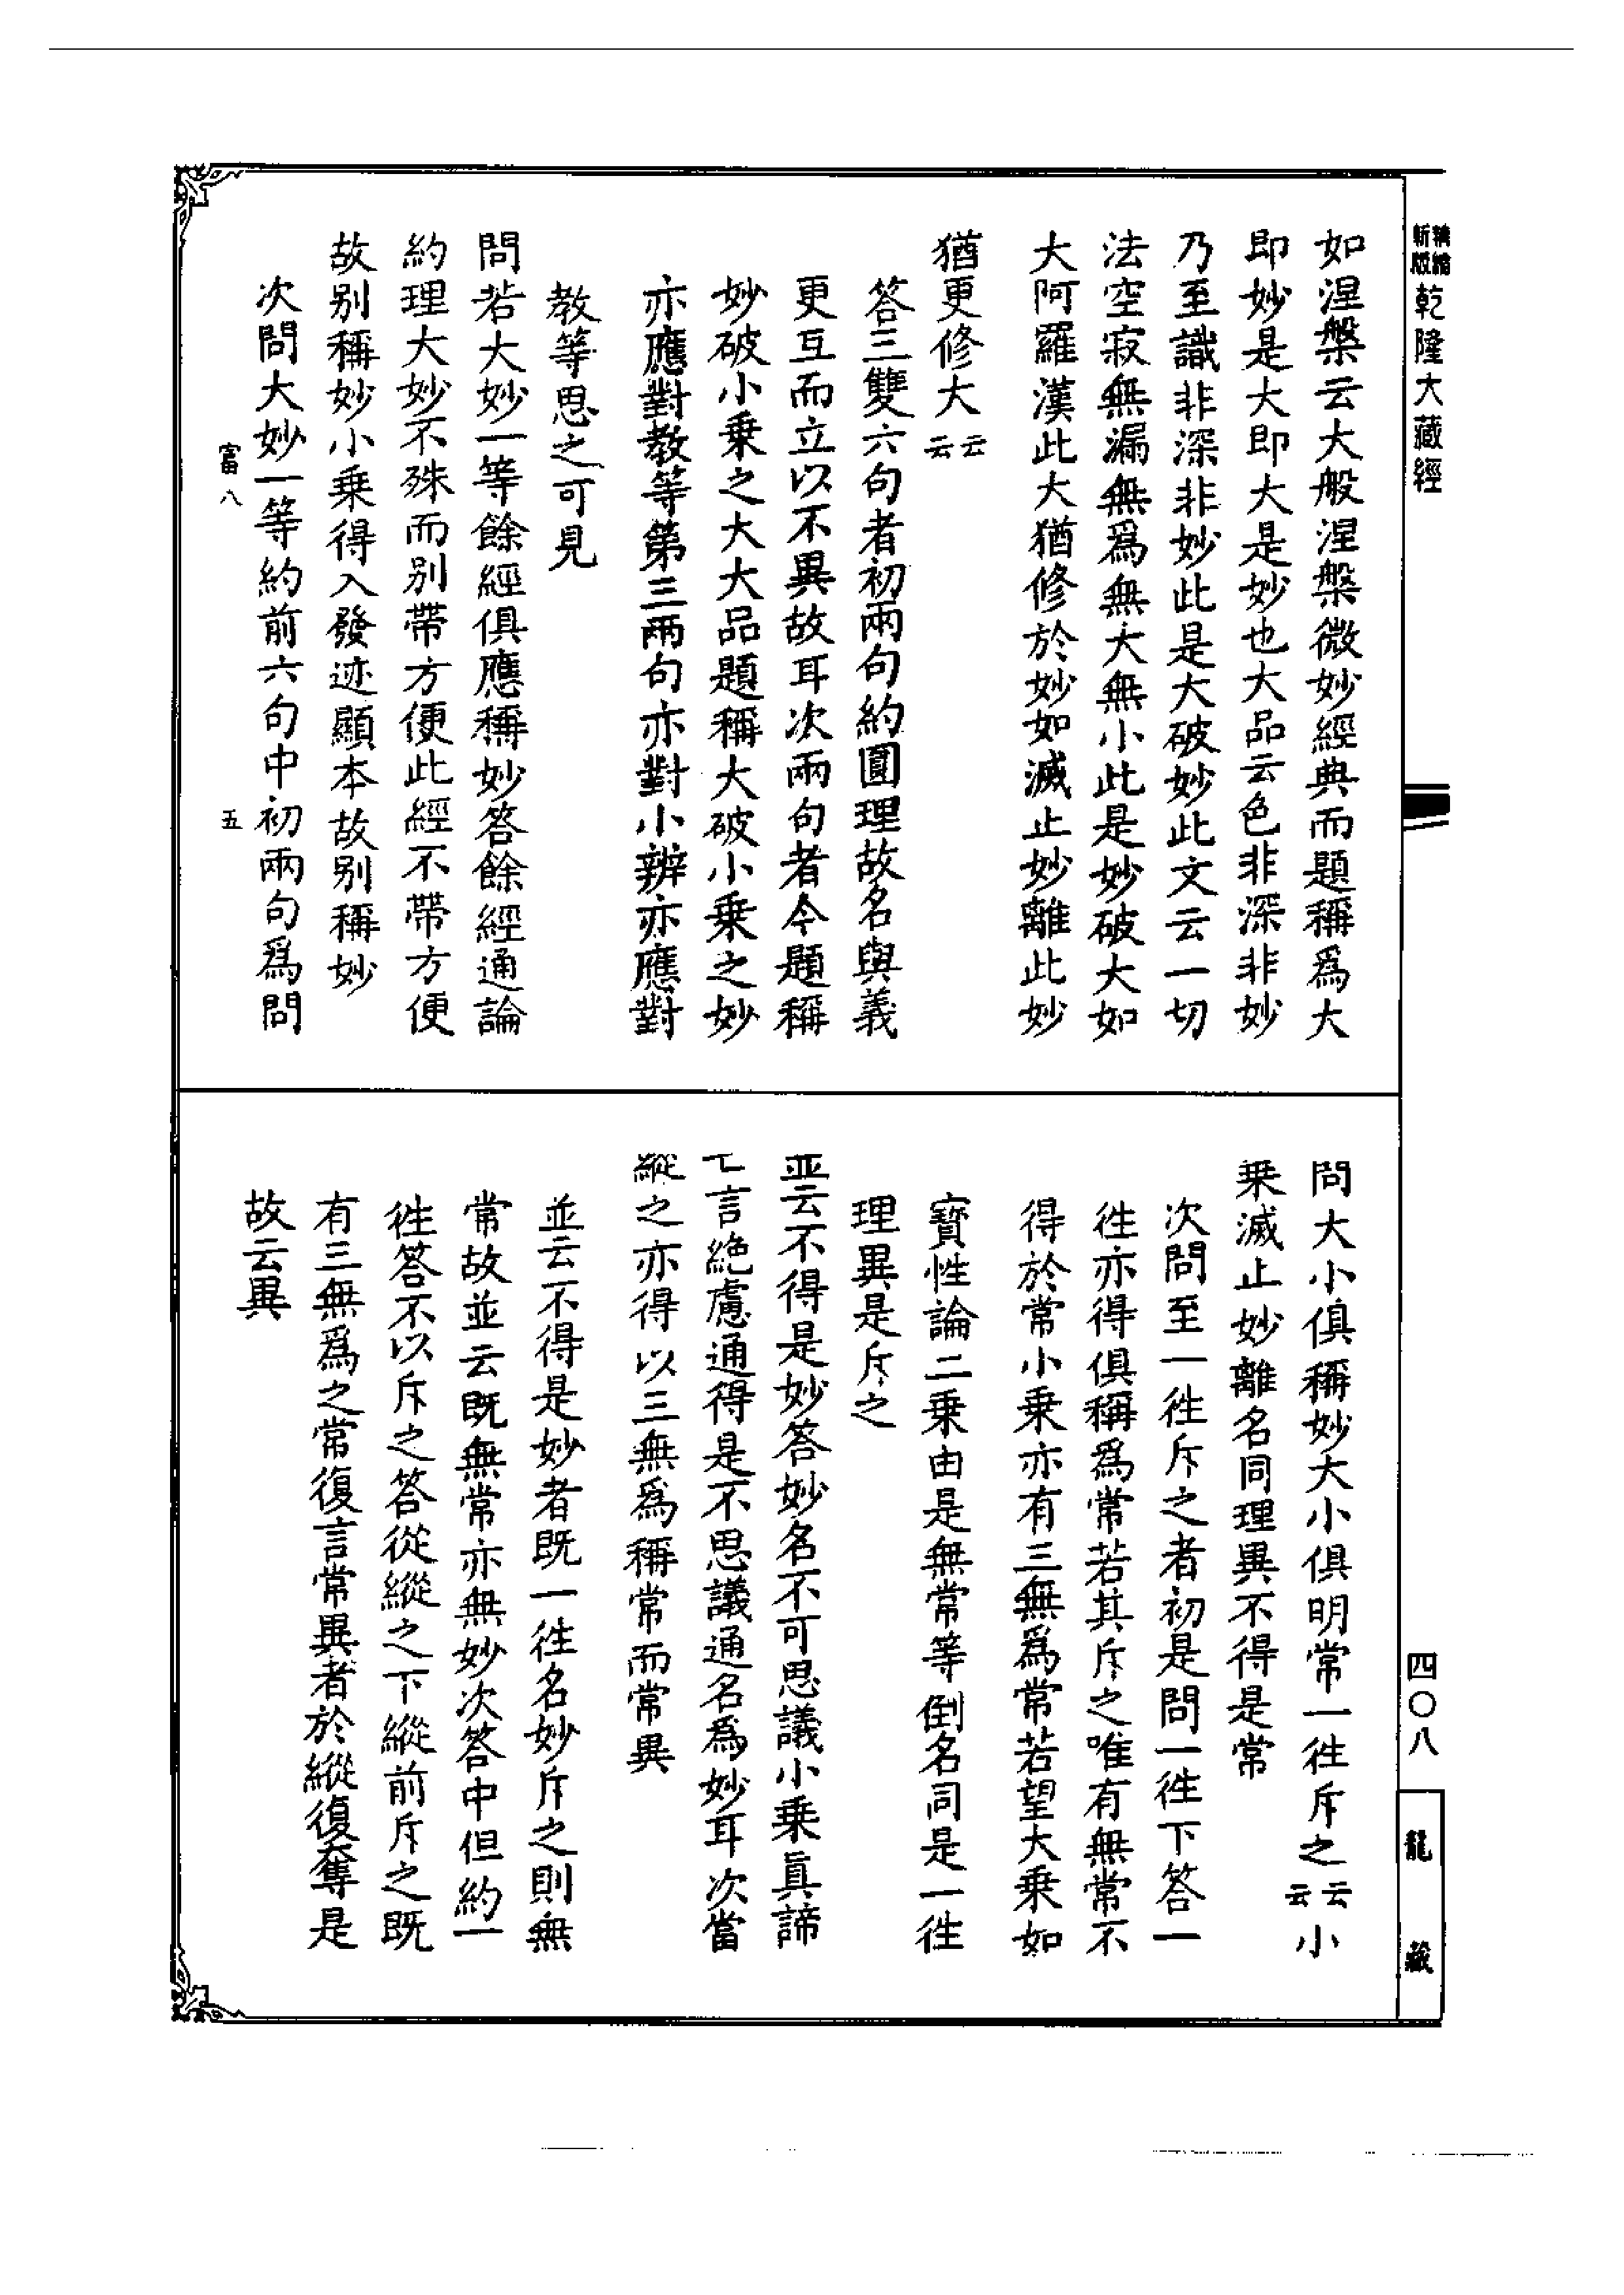 精縮
新版
乾隆大藏經
如涅槃云大般涅槃微妙經典而題稱爲大
即妙是大即大是妙也大品云色非深非妙
乃至識非深非妙此是大破妙此文云一切
法空寂無漏無爲無大無小此是妙破大如
大阿羅漢此大猶修於妙如滅止妙離此妙
猶更修大云云
答三雙六句者初兩句約圓理故名與義
更互而立以不異故耳次兩句者今題稱
妙破小乗之大大品題稱大破小乗之妙
亦應對教等第三兩句亦對小辨亦應對
教等思之可見
問若大妙一等餘經俱應稱妙答餘經通論
約理大妙不殊而別帶方便此經不帶方便
故別稱妙小乗得入發迹顯本故別稱妙
次問大妙一等約前六句中初兩句爲問
富八
五
問大小俱稱妙大小俱明常一往斥之云云小
乗滅止妙離名同理異不得是常
次問至一往斥之者初是問一往下答一
往亦得俱稱爲常若其斥之唯有無常不
得於常小乗亦有三無爲常若望大乗如
寶性論二乗由是無常等倒名同是一往
理異是斥之
並云不得是妙答妙名不可思議小乗眞諦
亡言絶慮通得是不思議通名爲妙耳次當
縱之亦得以三無爲稱常而常異
並云不得是妙者既一往名妙斥之則無
常故並云既無常亦無妙次答中但約一
往答不以斥之答從縱之下縱前斥之既
有三無爲之常復言常異者於縱復奪是
故云異
四〇八
龍藏